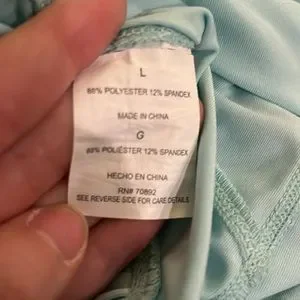 L
88% POLYESTER 12% SPANDEX
MADE IN CHINA
G
88% POLIÉSTER 12% SPANDEX
HECHO EN CHINA
RN# 70892
SEE REVERSE SIDE FOR CARE DETAILS